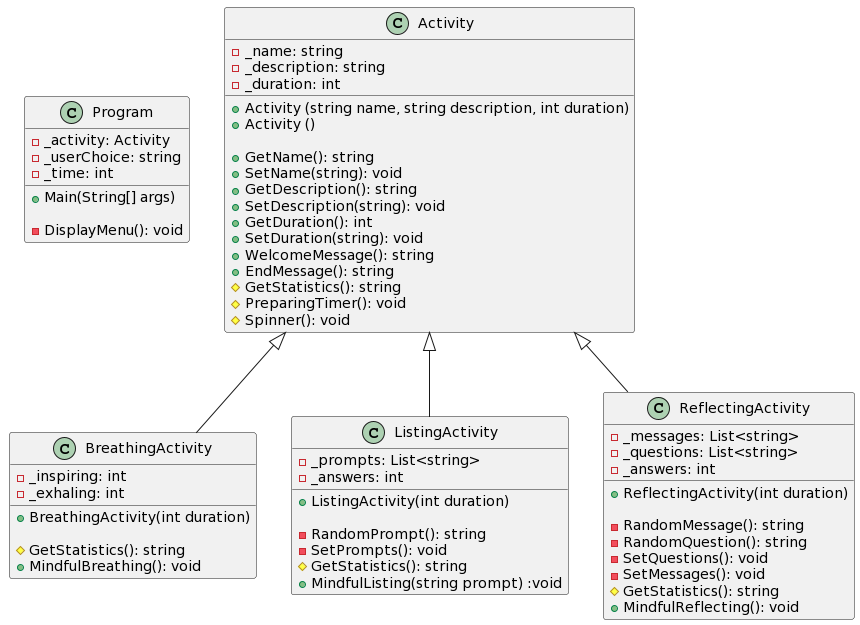 C Activity
_name: string
_description: string
_duration: int
Activity (string name, string description, int duration)
Activity ()
GetName(): string
SetName(string): void
GetDescription(): string
SetDescription(string): void
GetDuration(): int
SetDuration(string): void
WelcomeMessage(): string
EndMessage(): string
GetStatistics(): string
PreparingTimer(): void
Spinner(): void
C Program
_activity: Activity
_userChoice: string
_time: int
Main(String[] args)
DisplayMenu(): void
C BreathingActivity
_inspiring: int
_exhaling: int
BreathingActivity(int duration)
GetStatistics(): string
MindfulBreathing(): void
C ListingActivity
_prompts: List<string>
_answers: int
ListingActivity(int duration)
RandomPrompt(): string
SetPrompts(): void
GetStatistics(): string
MindfulListing(string prompt) :void
C ReflectingActivity
_messages: List<string>
_questions: List<string>
_answers: int
ReflectingActivity(int duration)
RandomMessage(): string
RandomQuestion(): string
SetQuestions(): void
SetMessages(): void
GetStatistics(): string
MindfulReflecting(): void